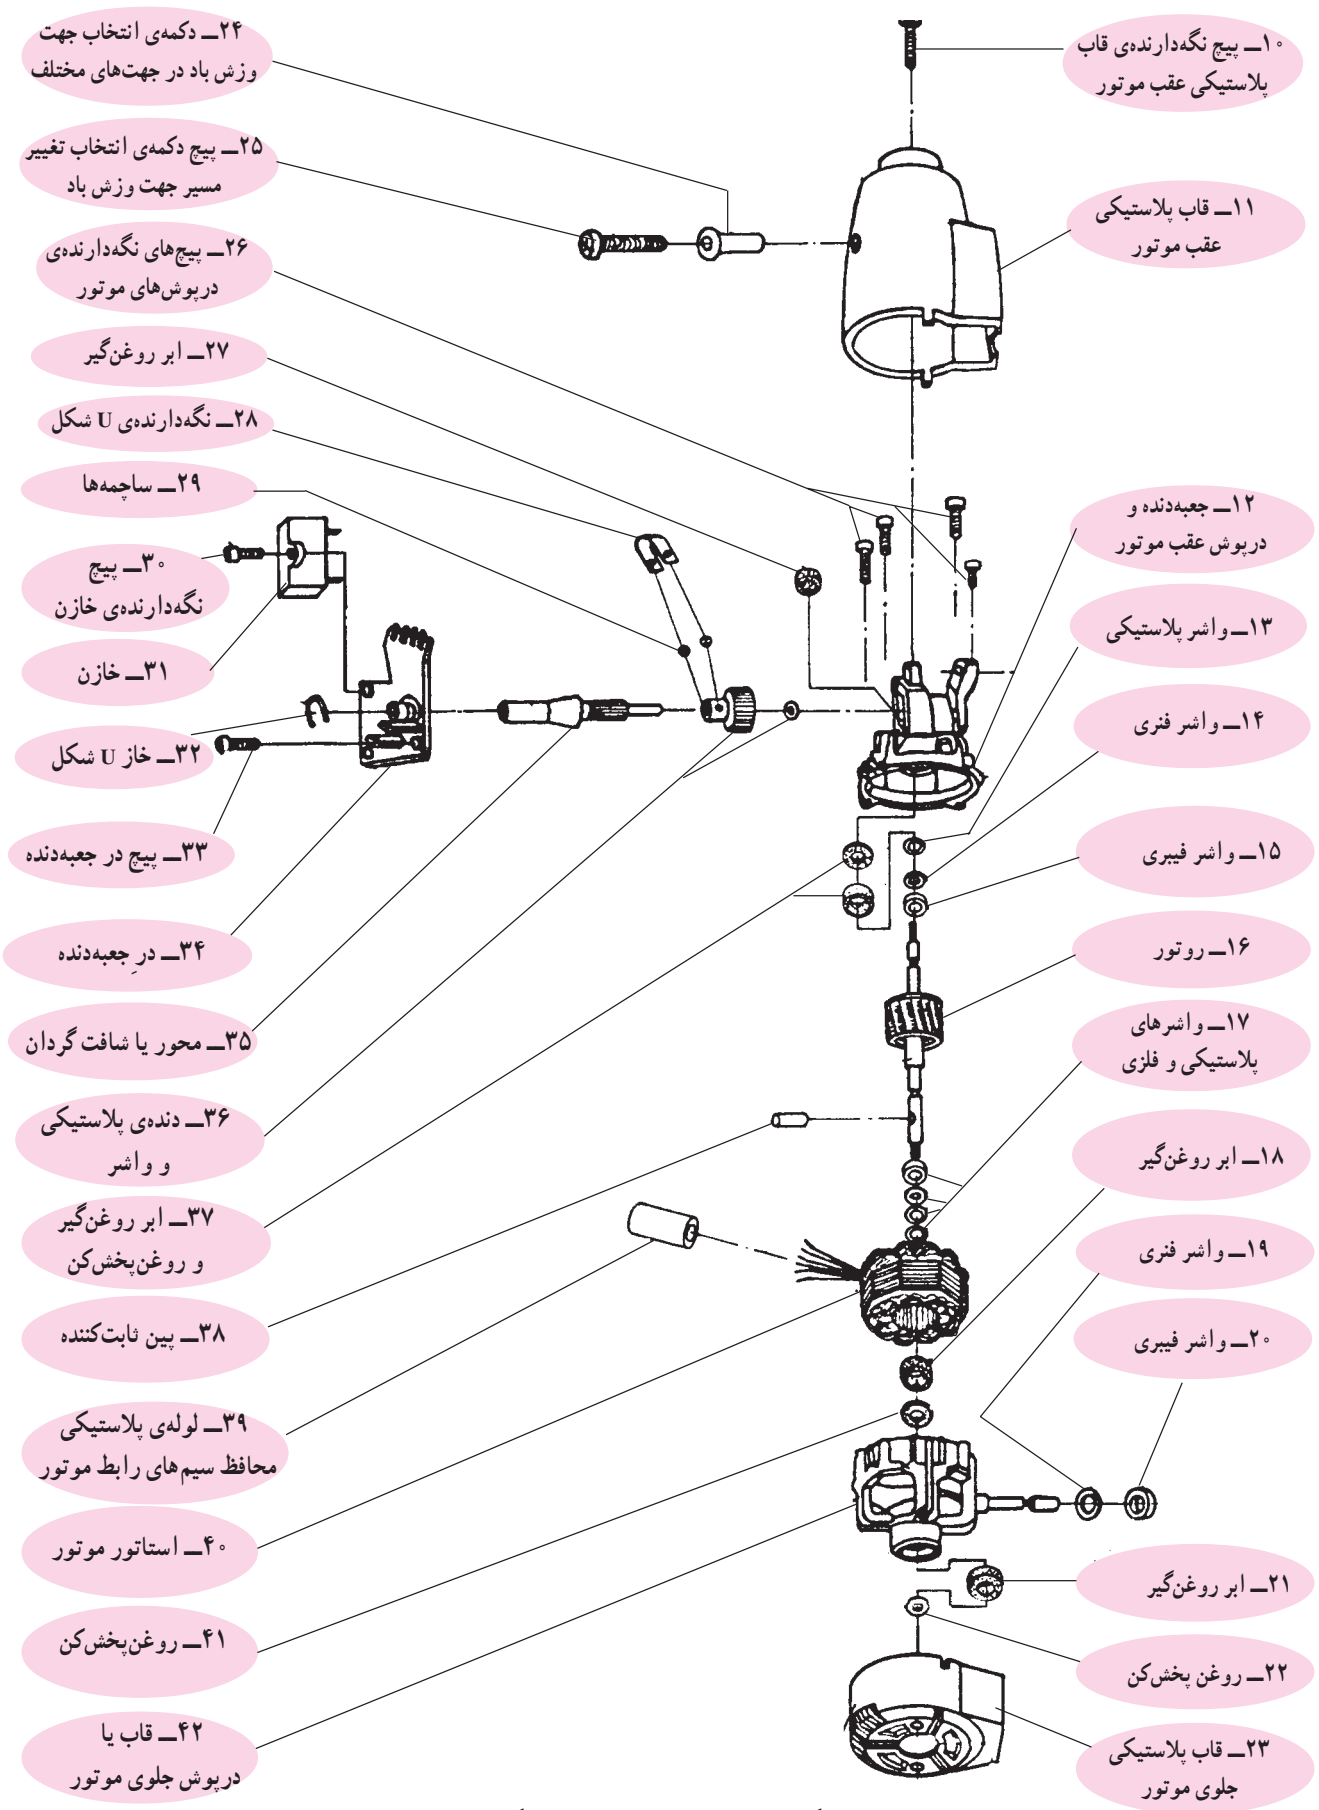 ۱۰ــ پیچ نگه‌دارنده‌ی قاب
پلاستیکی عقب موتور
۱۱ــ قاب پلاستیکی
عقب موتور
۱۲ــ جعبه‌دنده و
درپوش عقب موتور
۱۳ــ واشر پلاستیکی
۱۴ــ واشر فنری
۱۵ــ واشر فیبری
۱۶ــ روتور
۱۷ــ واشرهای
پلاستیکی و فلزی
۱۸ــ ابر روغن‌گیر
۱۹ــ واشر فنری
۲۰ــ واشر فیبری
۲۱ــ ابر روغن‌گیر
۲۲ــ روغن پخش‌کن
۲۳ــ قاب پلاستیکی
جلوی موتور
۲۴ــ دکمه‌ی انتخاب جهت
وزش باد در جهت‌های مختلف
۲۵ــ پیچ دکمه‌ی انتخاب تغییر
مسیر جهت وزش باد
۲۶ــ پیچ‌های نگه‌دارنده‌ی
درپوش‌های موتور
۲۷ــ ابر روغن‌گیر
۲۸ــ نگه‌دارنده‌ی U شکل
۲۹ــ ساچمه‌ها
۳۰ــ پیچ
نگه‌دارنده‌ی خازن
۳۱ــ خازن
۳۲ــ خاز U شکل
۳۳ــ پیچ در جعبه‌دنده
۳۴ــ درِ جعبه‌دنده
۳۵ــ محور یا شافت گردان
۳۶ــ دنده‌ی پلاستیکی
و واشر
۳۷ــ ابر روغن‌گیر
و روغن‌پخش‌کن
۳۸ــ پین ثابت‌کننده
۳۹ــ لوله‌ی پلاستیکی
محافظ سیم‌های رابط موتور
۴۰ــ استاتور موتور
۴۱ــ روغن‌پخش‌کن
۴۲ــ قاب یا
درپوش جلوی موتور